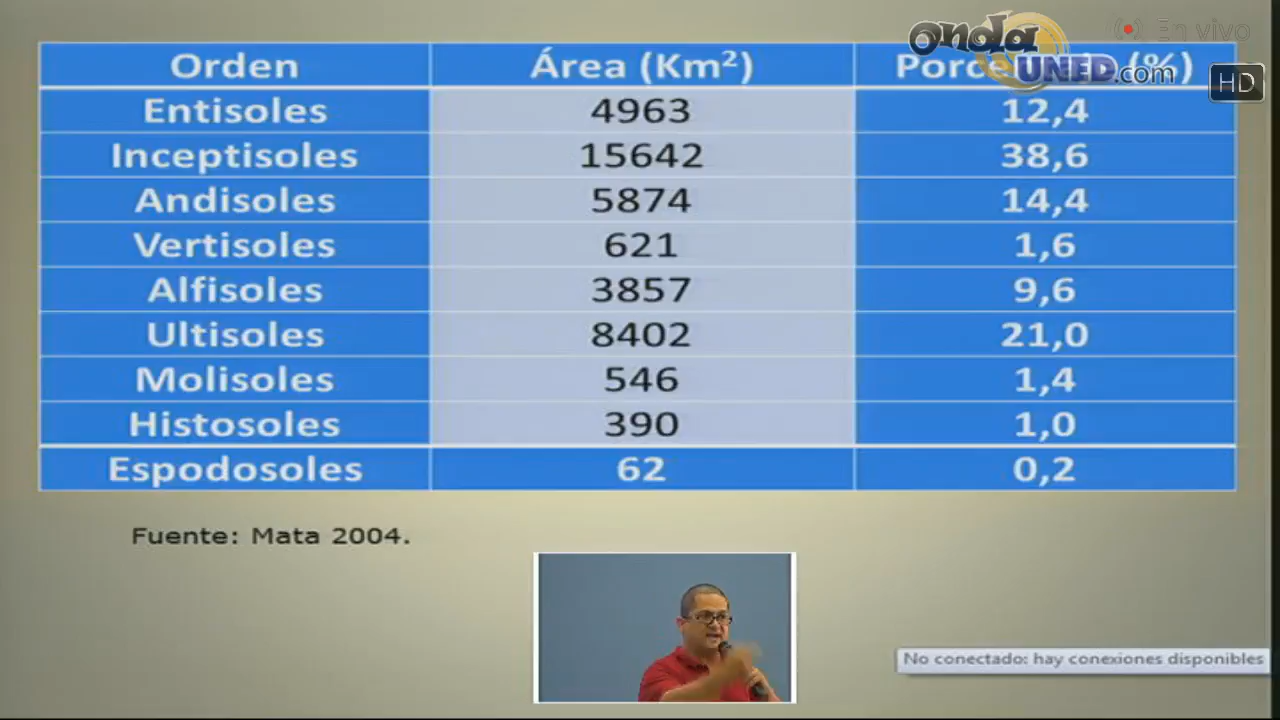 onda
UNED.com
En vivo
HD
Orden Área (Km²) (%)
Entisoles 4963 12,4
Inceptisoles 15642 38,6
Andisoles 5874 14,4
Vertisoles 621 1,6
Alfisoles 3857 9,6
Ultisoles 8402 21,0
Molisoles 546 1,4
Histosoles 390 1,0
Espodosoles 62 0,2
Fuente: Mata 2004.
No conectado: hay conexiones disponibles